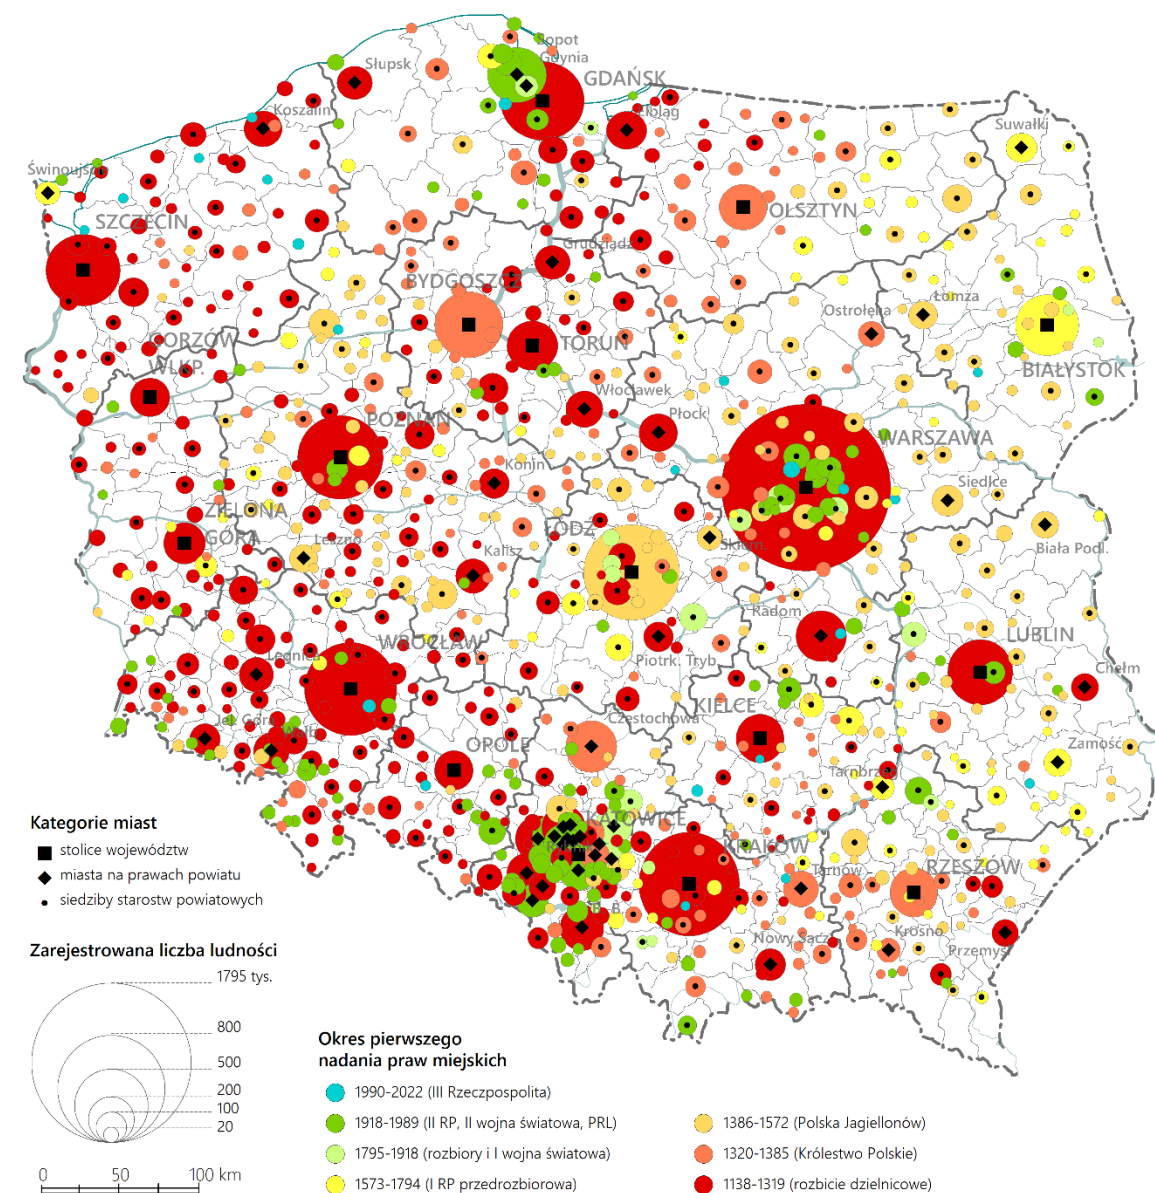 Sopot
Gdynia
Słupsk
GDAŃSK
Koszalin
Elbląg
Suwałki
Świnoujście
SZCZECIN
OLSZTYN
Grudziądz
BYDGOSZCZ
Łomża
Ostrołęka
GORZÓW
WLKP.
TORUŃ
BIAŁYSTOK
Włocławek
Płock
POZNAŃ
WARSZAWA
Konin
Siedlce
ZIELONA
GÓRA
Leszno
ŁÓDŹ
Skiern.
Biała Podl.
Kalisz
Radom
WROCŁAW
LUBLIN
Legnica
Piotrk. Tryb.
Chełm
Jel. Góra
Wałb.
Częstochowa
KIELCE
OPOLE
Zamość
Tarnbrzeg
KATOWICE
KRAKÓW
RZESZÓW
Tarnów
B.-B.
Nowy Sącz
Krosno
Przemyśl
Kategorie miast
stolice województw
miasta na prawach powiatu
siedziby starostw powiatowych
Zarejestrowana liczba ludności
1795 tys.
800
500
200
100
20
0 50 100 km
Okres pierwszego
nadania praw miejskich
1990-2022 (III Rzeczpospolita)
1918-1989 (II RP, II wojna światowa, PRL)
1795-1918 (rozbiory i I wojna światowa)
1573-1794 (I RP przedrozbiorowa)
1386-1572 (Polska Jagiellonów)
1320-1385 (Królestwo Polskie)
1138-1319 (rozbicie dzielnicowe)